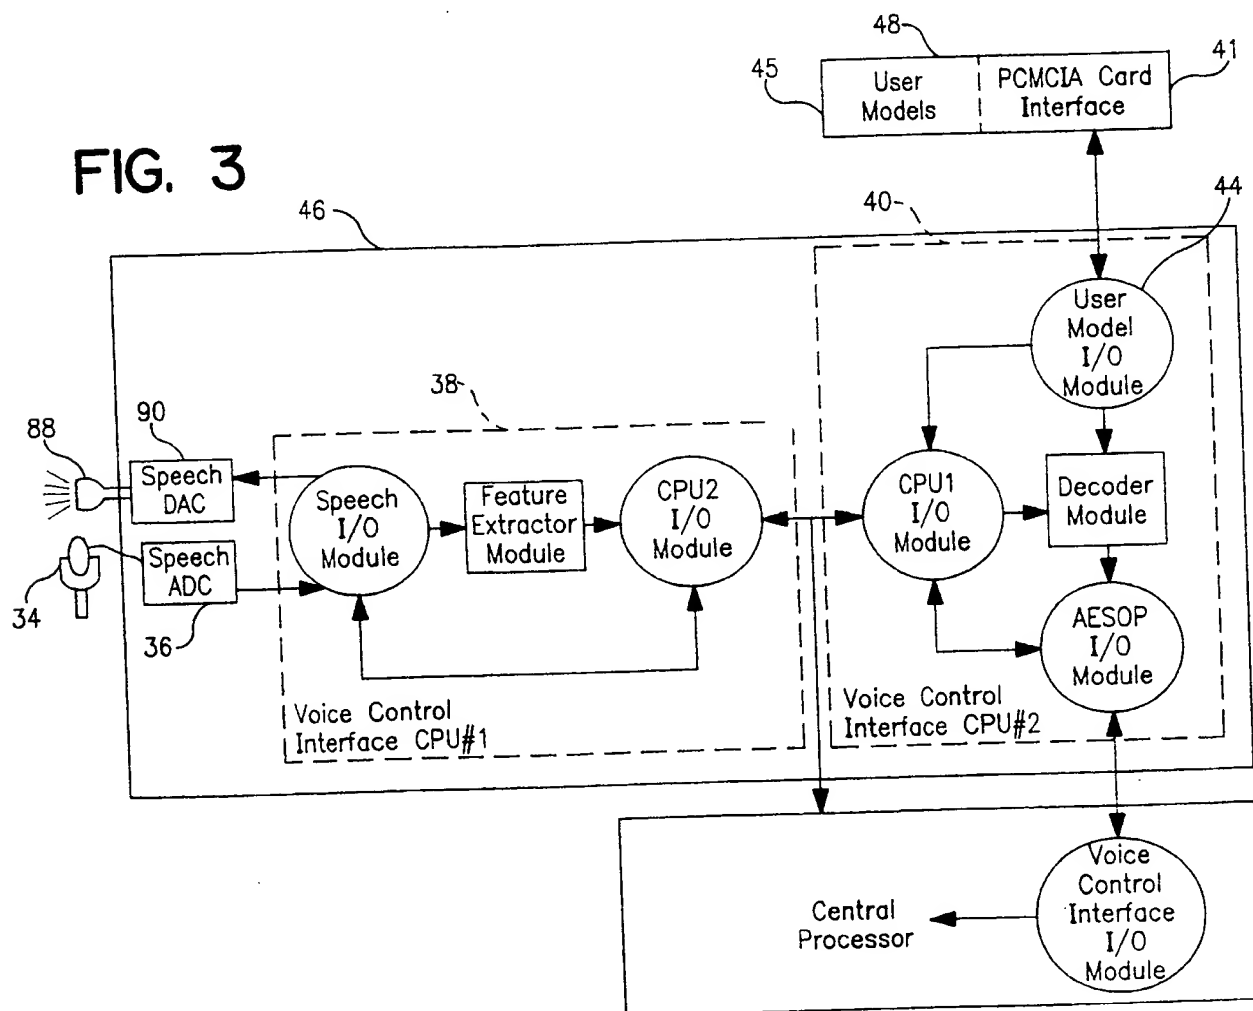 FIG. 3
48
45
User
Models
PCMCIA Card
Interface
41
46
40
44
User
Model
I/O
Module
38
88
90
Speech
DAC
Speech
I/O
Module
Feature
Extractor
Module
CPU2
I/O
Module
CPU1
I/O
Module
Decoder
Module
34
Speech
ADC
36
AESOP
I/O
Module
Voice Control
Interface CPU#1
Voice Control
Interface CPU#2
Central
Processor
Voice
Control
Interface
I/O
Module